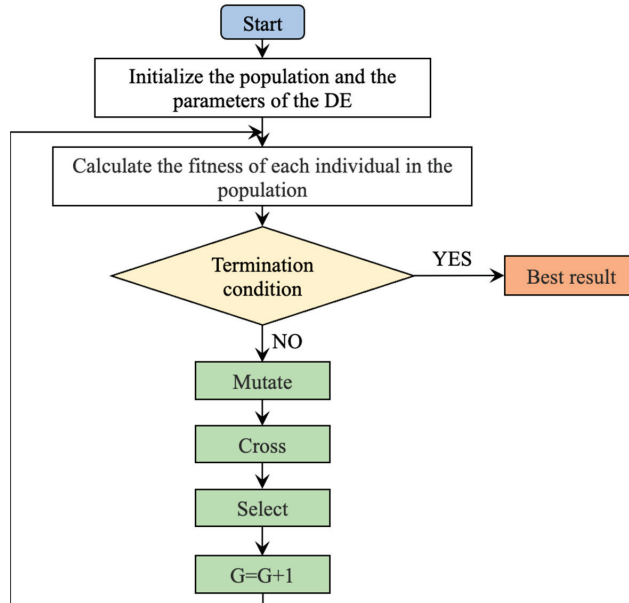 Start
Initialize the population and the
parameters of the DE
Calculate the fitness of each individual in the
population
Termination
condition
YES
Best result
NO
Mutate
Cross
Select
G=G+1